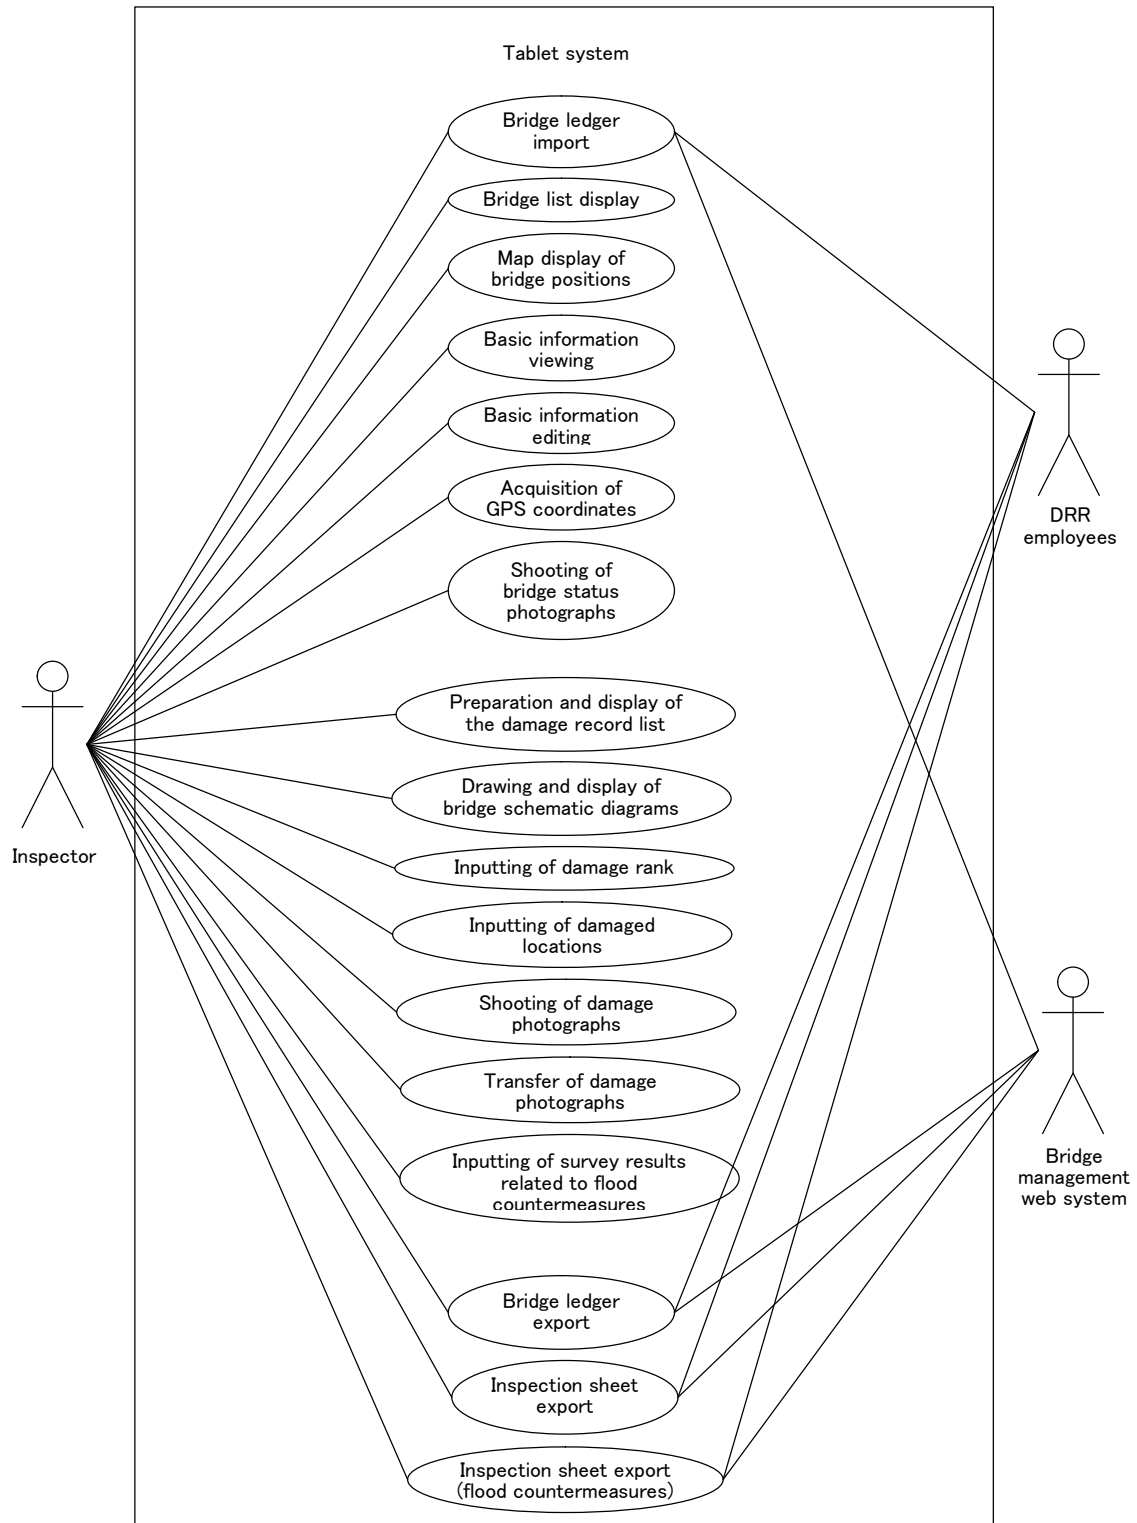 Tablet system
Bridge ledger
import
Bridge list display
Map display of
bridge positions
Basic information
viewing
Basic information
editing
Acquisition of
GPS coordinates
Shooting of
bridge status
photographs
Preparation and display of
the damage record list
Drawing and display of
bridge schematic diagrams
Inputting of damage rank
Inputting of damaged
locations
Shooting of damage
photographs
Transfer of damage
photographs
Inputting of survey results
related to flood
countermeasures
Bridge ledger
export
Inspection sheet
export
Inspection sheet export
(flood countermeasures)
Inspector
DRR
employees
Bridge
management
web system